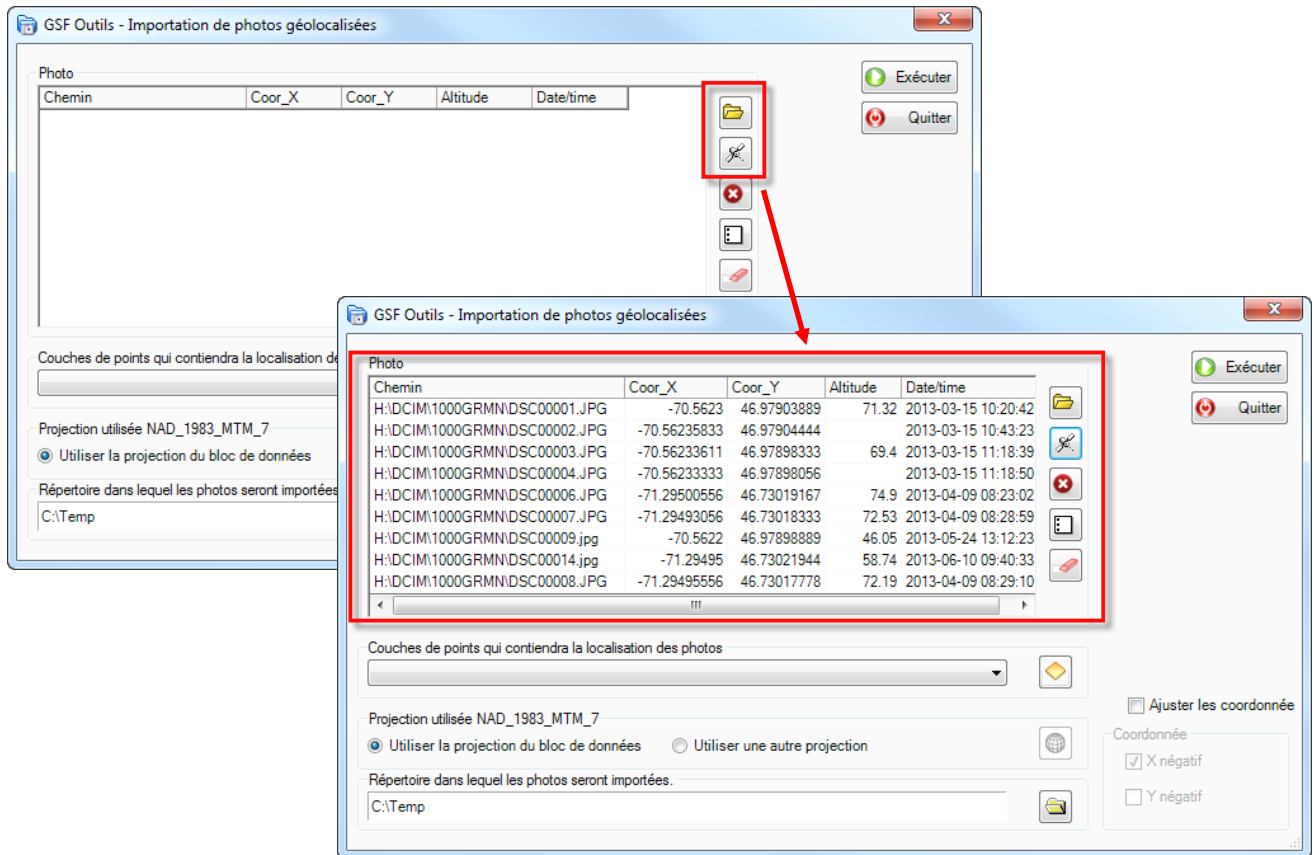 GSF Outils - Importation de photos géolocalisées
Photo
Chemin Coor_X Coor_Y Altitude Date/time
Exécuter
Quitter
Couches de points qui contiendra la localisation de
Projection utilisée NAD_1983_MTM_7
Utiliser la projection du bloc de données
Répertoire dans lequel les photos seront importées
C:\Temp
GSF Outils - Importation de photos géolocalisées
Photo
Chemin Coor_X Coor_Y Altitude Date/time
H:\DCIM\1000GRMN\DSC00001.JPG -70.5623 46.97903889 71.32 2013-03-15 10:20:42
H:\DCIM\1000GRMN\DSC00002.JPG -70.56235833 46.97904444 2013-03-15 10:43:23
H:\DCIM\1000GRMN\DSC00003.JPG -70.56233611 46.97898333 69.4 2013-03-15 11:18:39
H:\DCIM\1000GRMN\DSC00004.JPG -70.56233333 46.97898056 2013-03-15 11:18:50
H:\DCIM\1000GRMN\DSC00006.JPG -71.29500556 46.73019167 74.9 2013-04-09 08:23:02
H:\DCIM\1000GRMN\DSC00007.JPG -71.29493056 46.73018333 72.53 2013-04-09 08:28:59
H:\DCIM\1000GRMN\DSC00009.jpg -70.5622 46.97898889 46.05 2013-05-24 13:12:23
H:\DCIM\1000GRMN\DSC00014.jpg -71.29495 46.73021944 58.74 2013-06-10 09:40:33
H:\DCIM\1000GRMN\DSC00008.JPG -71.29495556 46.73017778 72.19 2013-04-09 08:29:10
Exécuter
Quitter
Couches de points qui contiendra la localisation des photos
Projection utilisée NAD_1983_MTM_7
Utiliser la projection du bloc de données Utiliser une autre projection
Répertoire dans lequel les photos seront importées.
C:\Temp
Ajuster les coordonnée
Coordonnée
X négatif
Y négatif